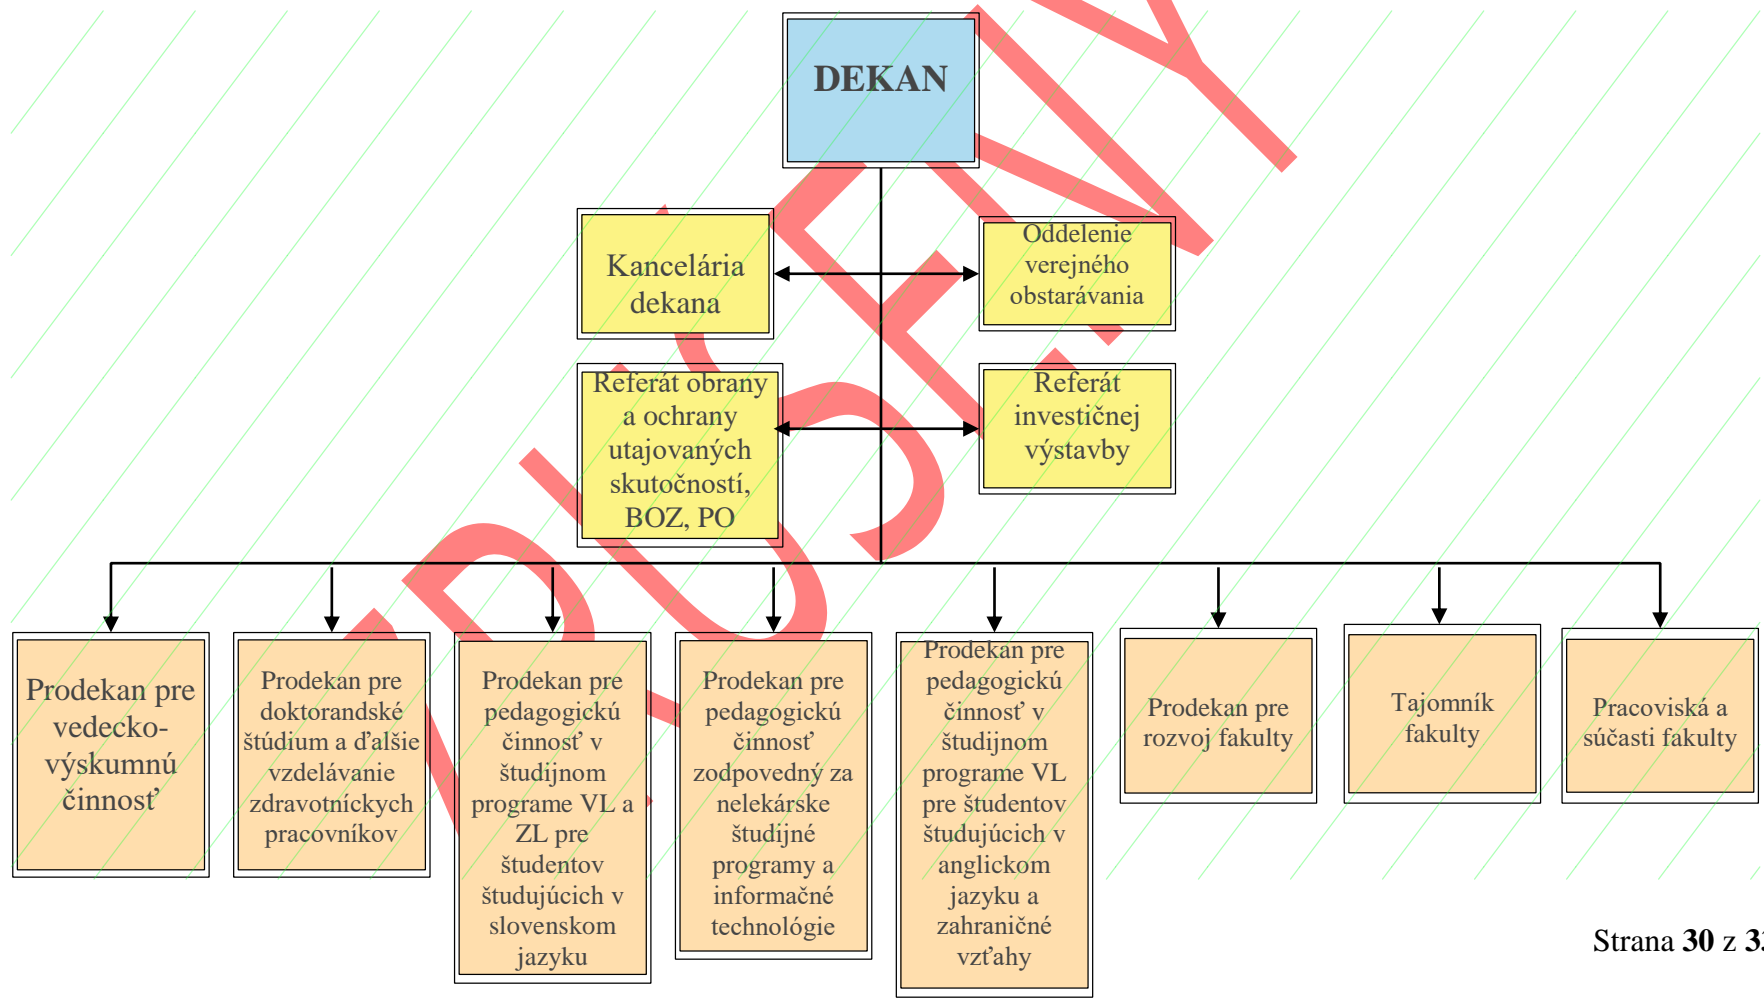 DEKAN
Kancelária
dekana
Oddelenie
verejného
obstarávania
Referát obrany
a ochrany
utajovaných
skutočností,
BOZ, PO
Referát
investičnej
výstavby
Prodekan pre
vedecko-
výskumnú
činnosť
Prodekan pre
doktorandské
štúdium a ďalšie
vzdelávanie
zdravotníckych
pracovníkov
Prodekan pre
pedagogickú
činnosť v
študijnom
programe VL a
ZL pre
študentov
študujúcich v
slovenskom
jazyku
Prodekan pre
pedagogickú
činnosť
zodpovedný za
nelekárske
študijné
programy a
informačné
technológie
Prodekan pre
pedagogickú
činnosť v
študijnom
programe VL
pre študentov
študujúcich v
anglickom
jazyku a
zahraničné
vzťahy
Prodekan pre
rozvoj fakulty
Tajomník
fakulty
Pracoviská a
súčasti fakulty
Strana 30 z 33